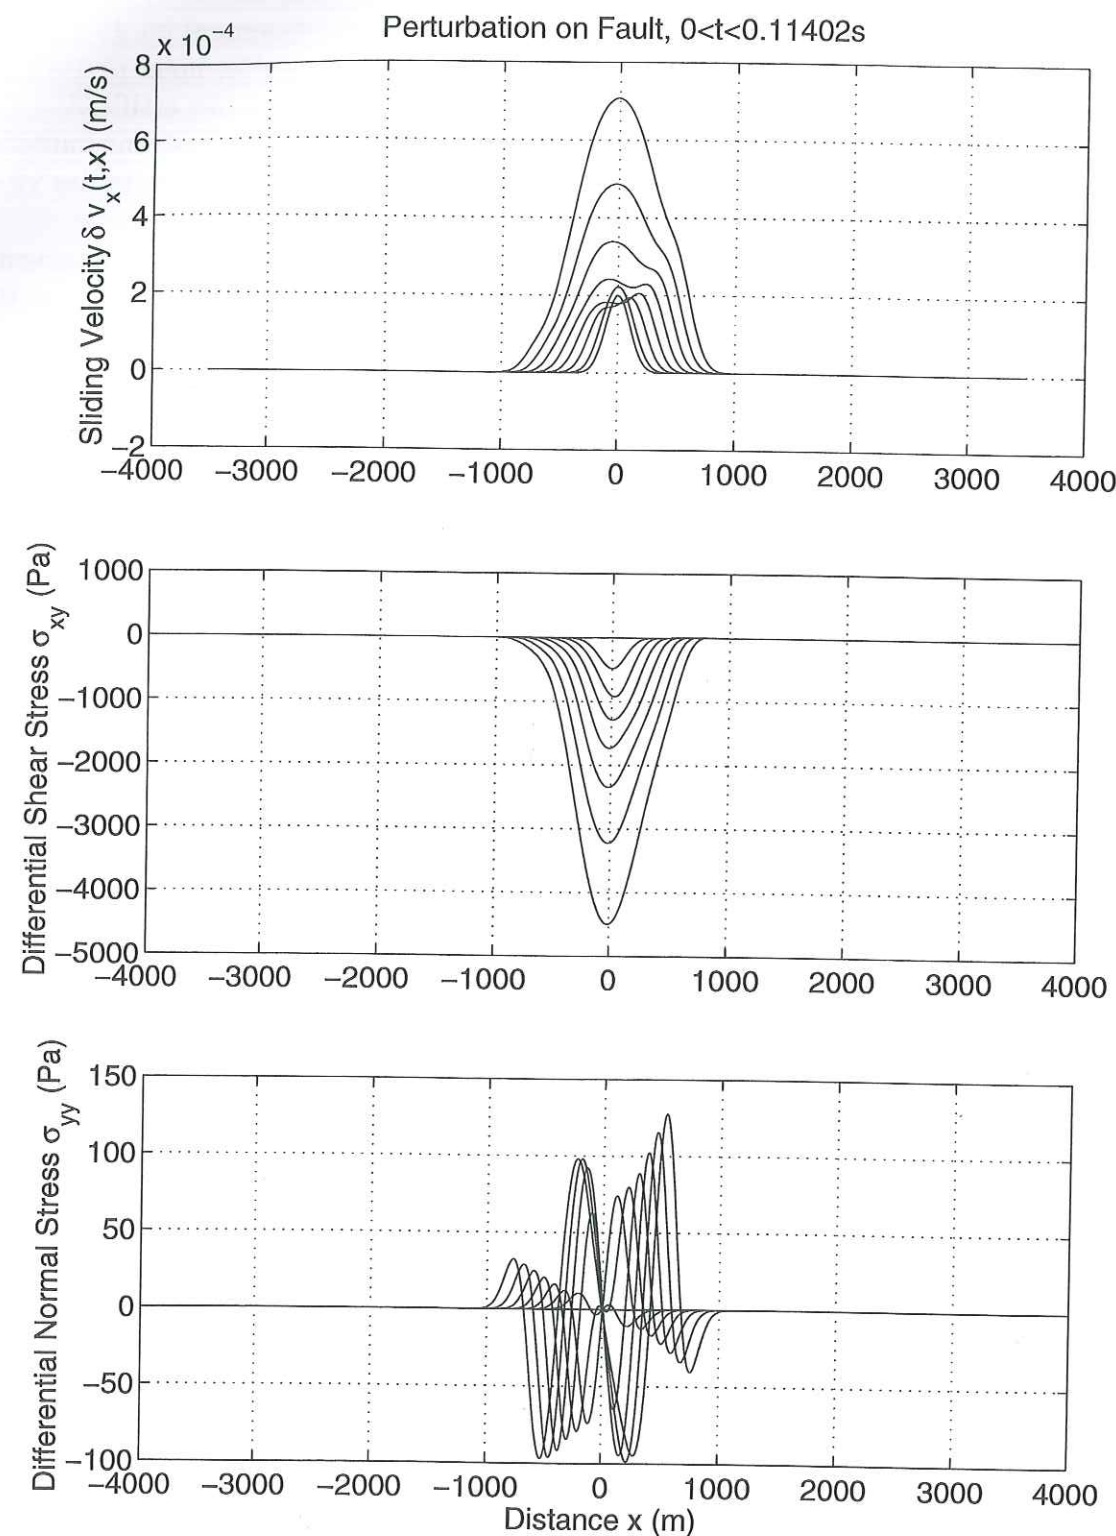 Perturbation on Fault, 0<t<0.11402s
x 10⁻⁴
Sliding Velocity δ vₓ(t,x) (m/s)
8
6
4
2
0
−2
−4000 −3000 −2000 −1000 0 1000 2000 3000 4000
Differential Shear Stress σxy (Pa)
1000
0
−1000
−2000
−3000
−4000
−5000
−4000 −3000 −2000 −1000 0 1000 2000 3000 4000
Differential Normal Stress σyy (Pa)
150
100
50
0
−50
−100
−4000 −3000 −2000 −1000 0 1000 2000 3000 4000
Distance x (m)